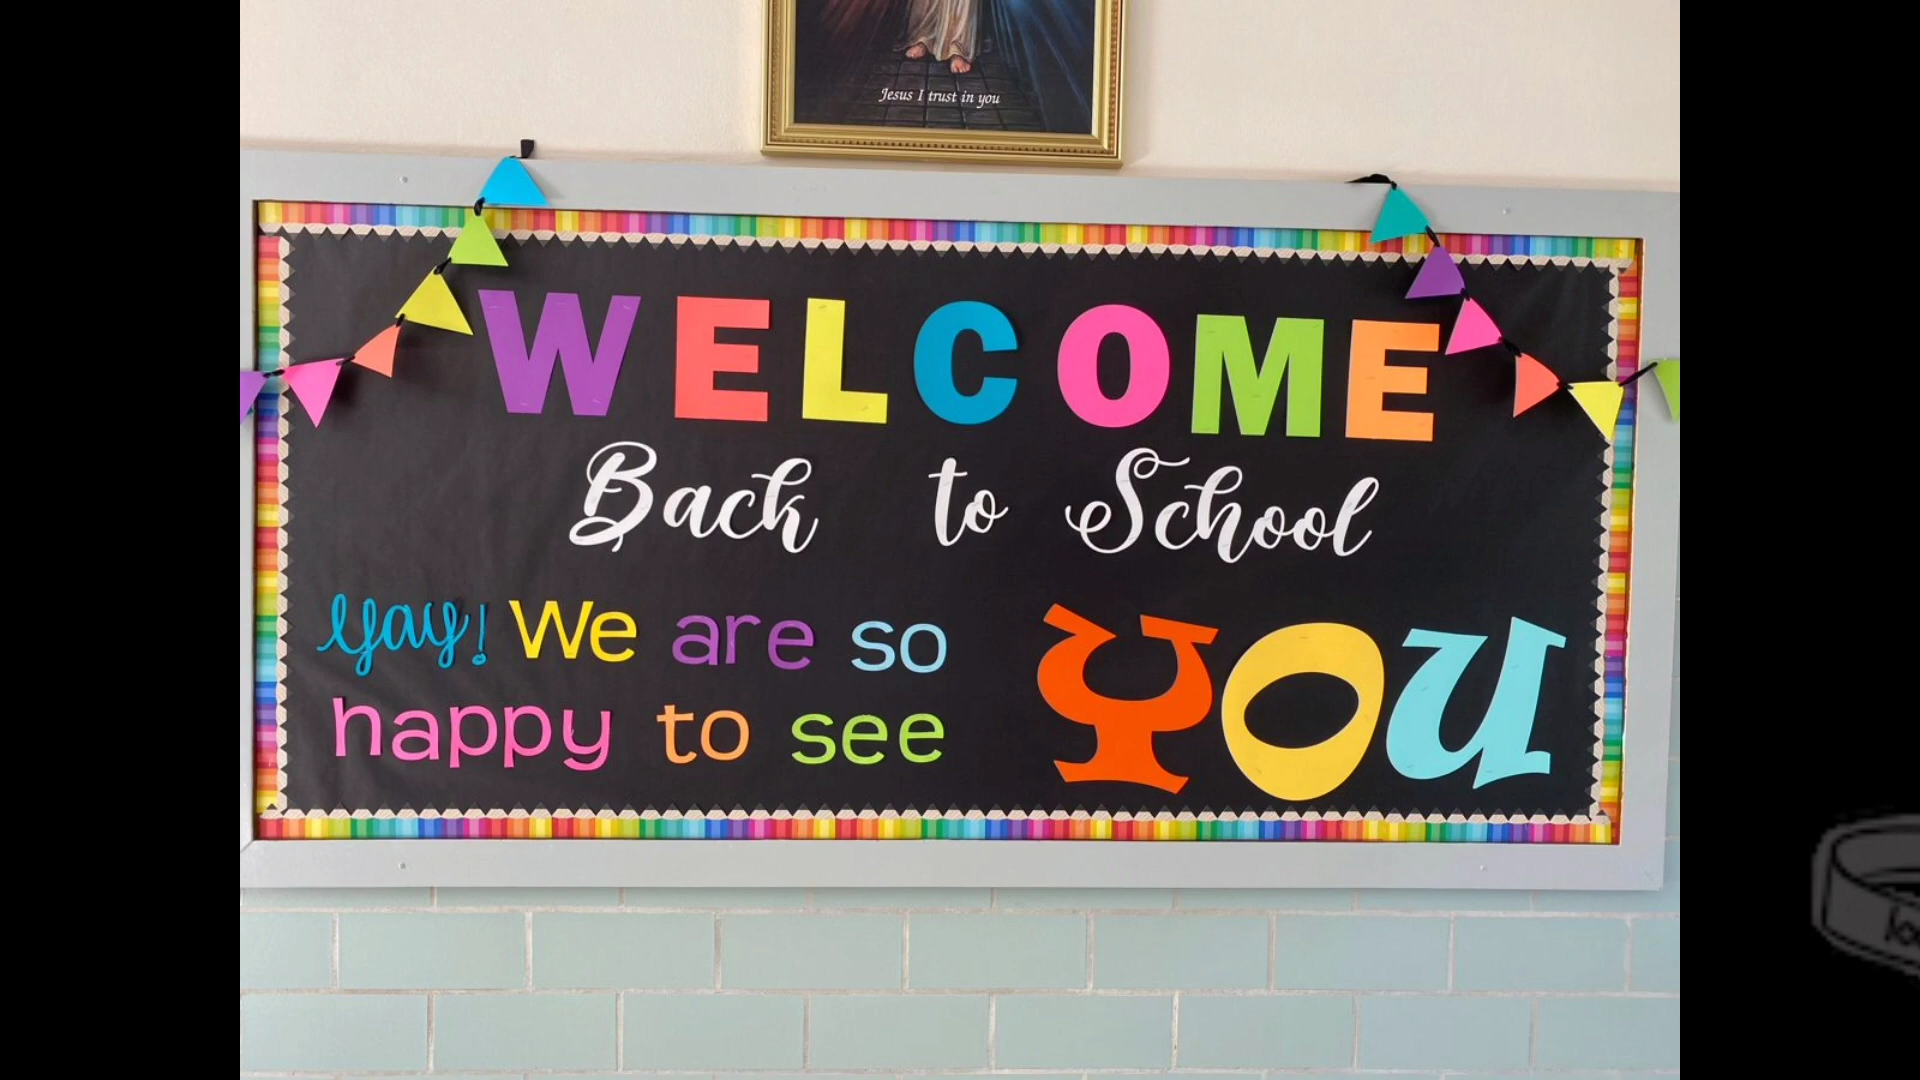 Jesus I trust in you
WELCOME
Back to School
Yay! We are so
happy to see
YOU